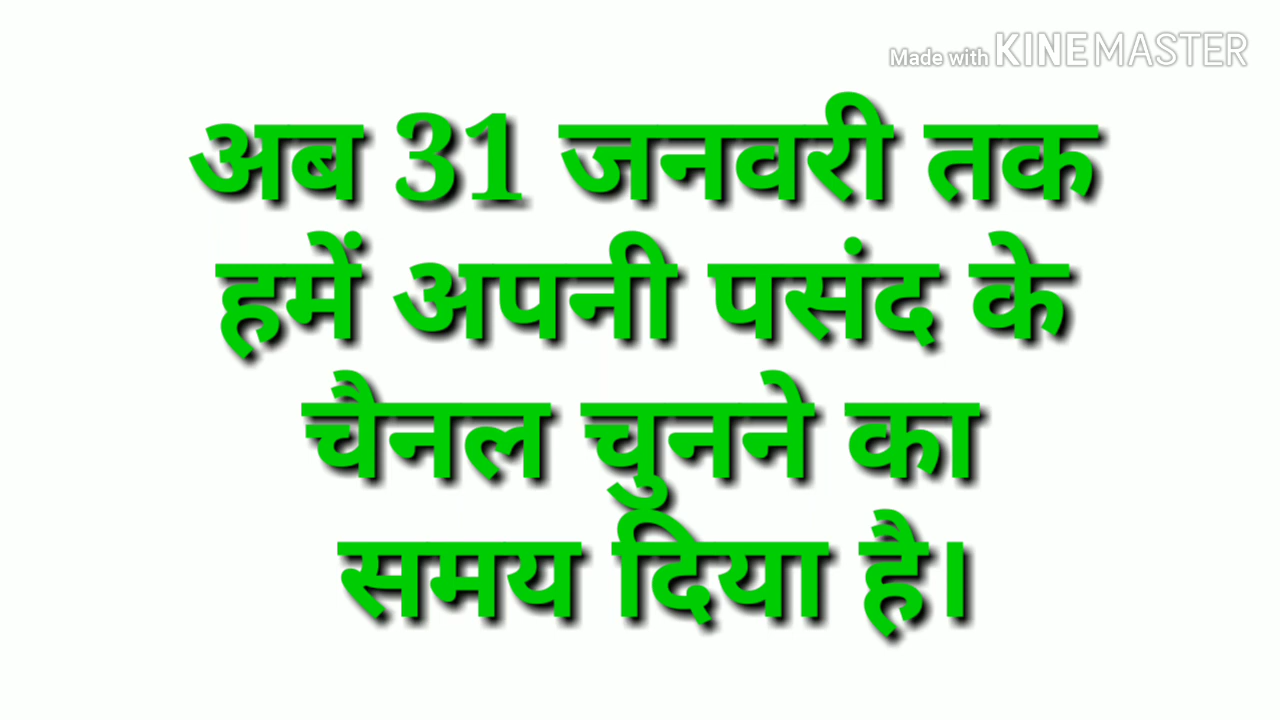 Made with KINEMASTER
अब 31 जनवरी तक
हमें अपनी पसंद के
चैनल चुनने का
समय दिया है।